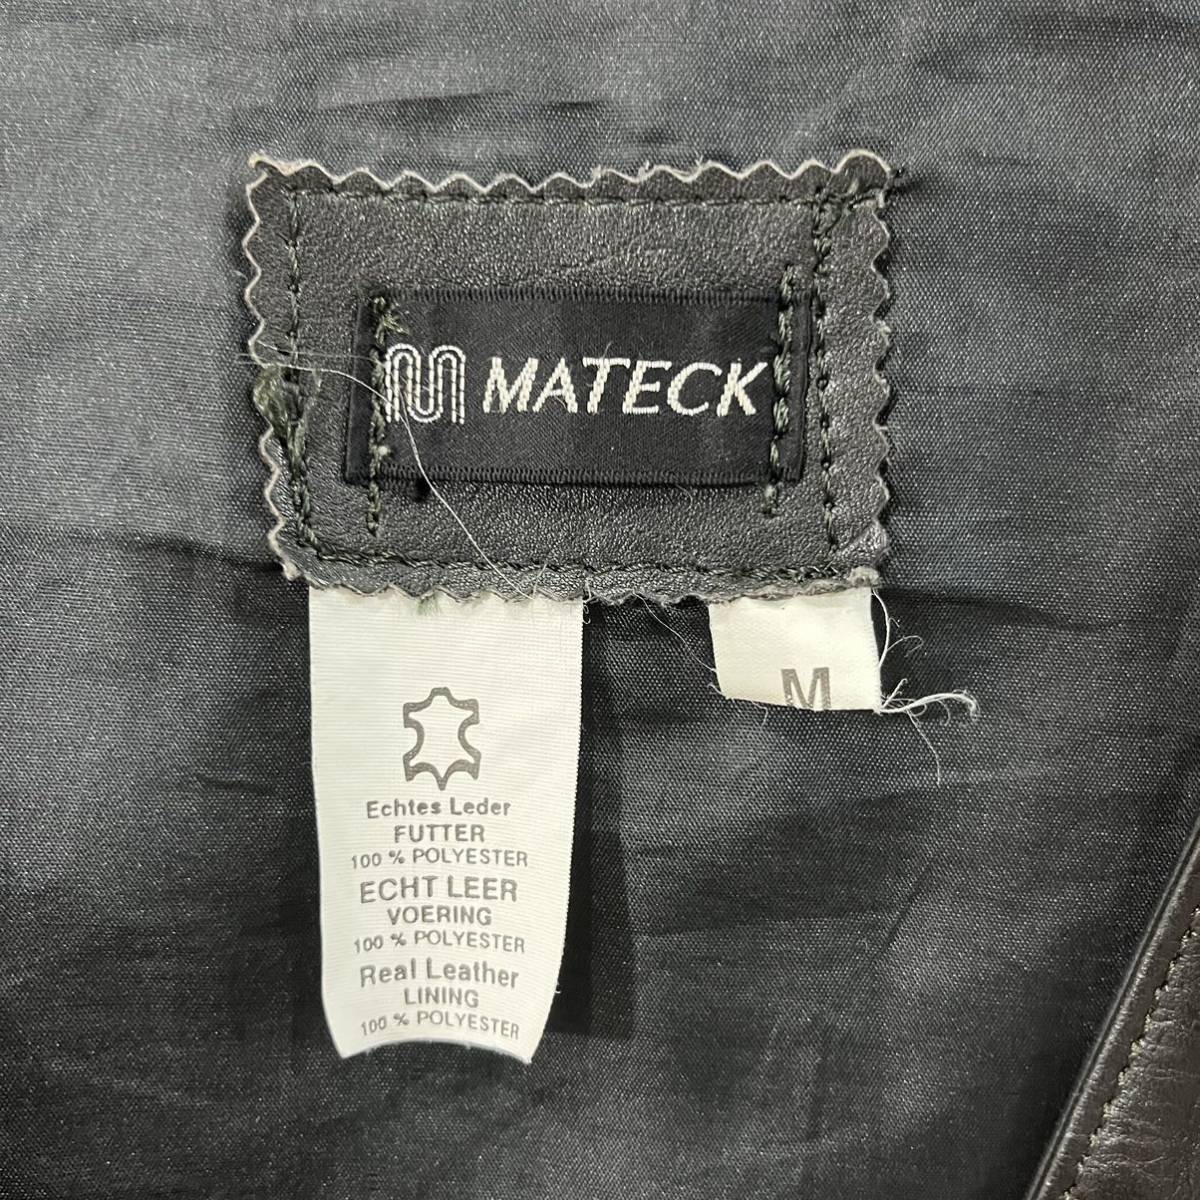 MATECK
M
Echtes Leder
FUTTER
100 % POLYESTER
ECHT LEER
VOERING
100 % POLYESTER
Real Leather
LINING
100 % POLYESTER